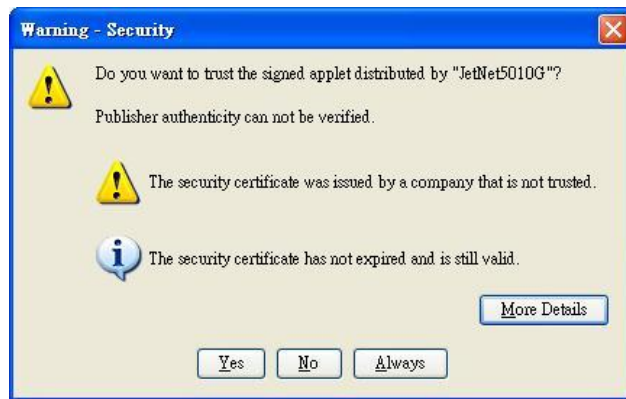 Warning - Security
Do you want to trust the signed applet distributed by "JetNet5010G"?
Publisher authenticity can not be verified.
The security certificate was issued by a company that is not trusted.
The security certificate has not expired and is still valid.
More Details
Yes No Always